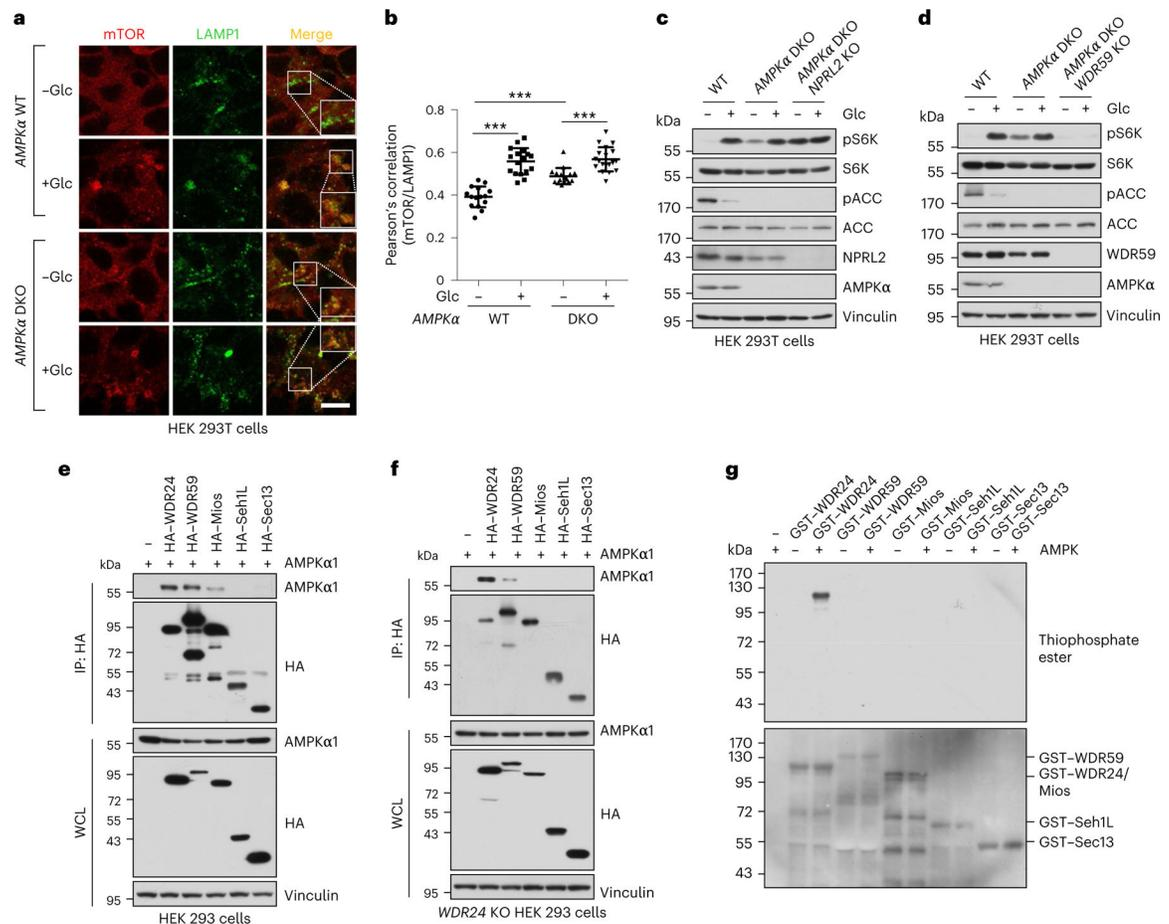 a
mTOR LAMP1 Merge
AMPKα WT
–Glc
+Glc
AMPKα DKO
–Glc
+Glc
HEK 293T cells
b
Pearson's correlation
(mTOR/LAMP1)
0.8
0.6
0.4
0.2
0
***
*** ***
Glc – + – +
AMPKα WT DKO
c
WT
AMPKα DKO
AMPKα DKO
NPRL2 KO
– + – + – + Glc
kDa
55 pS6K
55 S6K
170 pACC
170 ACC
43 NPRL2
55 AMPKα
95 Vinculin
HEK 293T cells
d
WT
AMPKα DKO
AMPKα DKO
WDR59 KO
– + – + – + Glc
kDa
55 pS6K
55 S6K
170 pACC
170 ACC
95 WDR59
55 AMPKα
95 Vinculin
HEK 293T cells
e
– HA–WDR24 HA–WDR59 HA–Mios HA–Seh1L HA–Sec13
kDa + + + + + + AMPKα1
IP: HA
55 AMPKα1
95
72
55
43
HA
WCL
55 AMPKα1
95
72
55
43
HA
95 Vinculin
HEK 293 cells
f
– HA–WDR24 HA–WDR59 HA–Mios HA–Seh1L HA–Sec13
kDa + + + + + + AMPKα1
IP: HA
55 AMPKα1
95
72
55
43
HA
WCL
55 AMPKα1
95
72
55
43
HA
95 Vinculin
WDR24 KO HEK 293 cells
g
– GST–WDR24 GST–WDR24 GST–WDR59 GST–WDR59 GST–Mios GST–Mios GST–Seh1L GST–Seh1L GST–Sec13 GST–Sec13
kDa + – + – + – + – + – + AMPK
170
130
95
72
55
43
Thiophosphate
ester
170
130
95
72
55
43
GST–WDR59
GST–WDR24/
Mios
GST–Seh1L
GST–Sec13